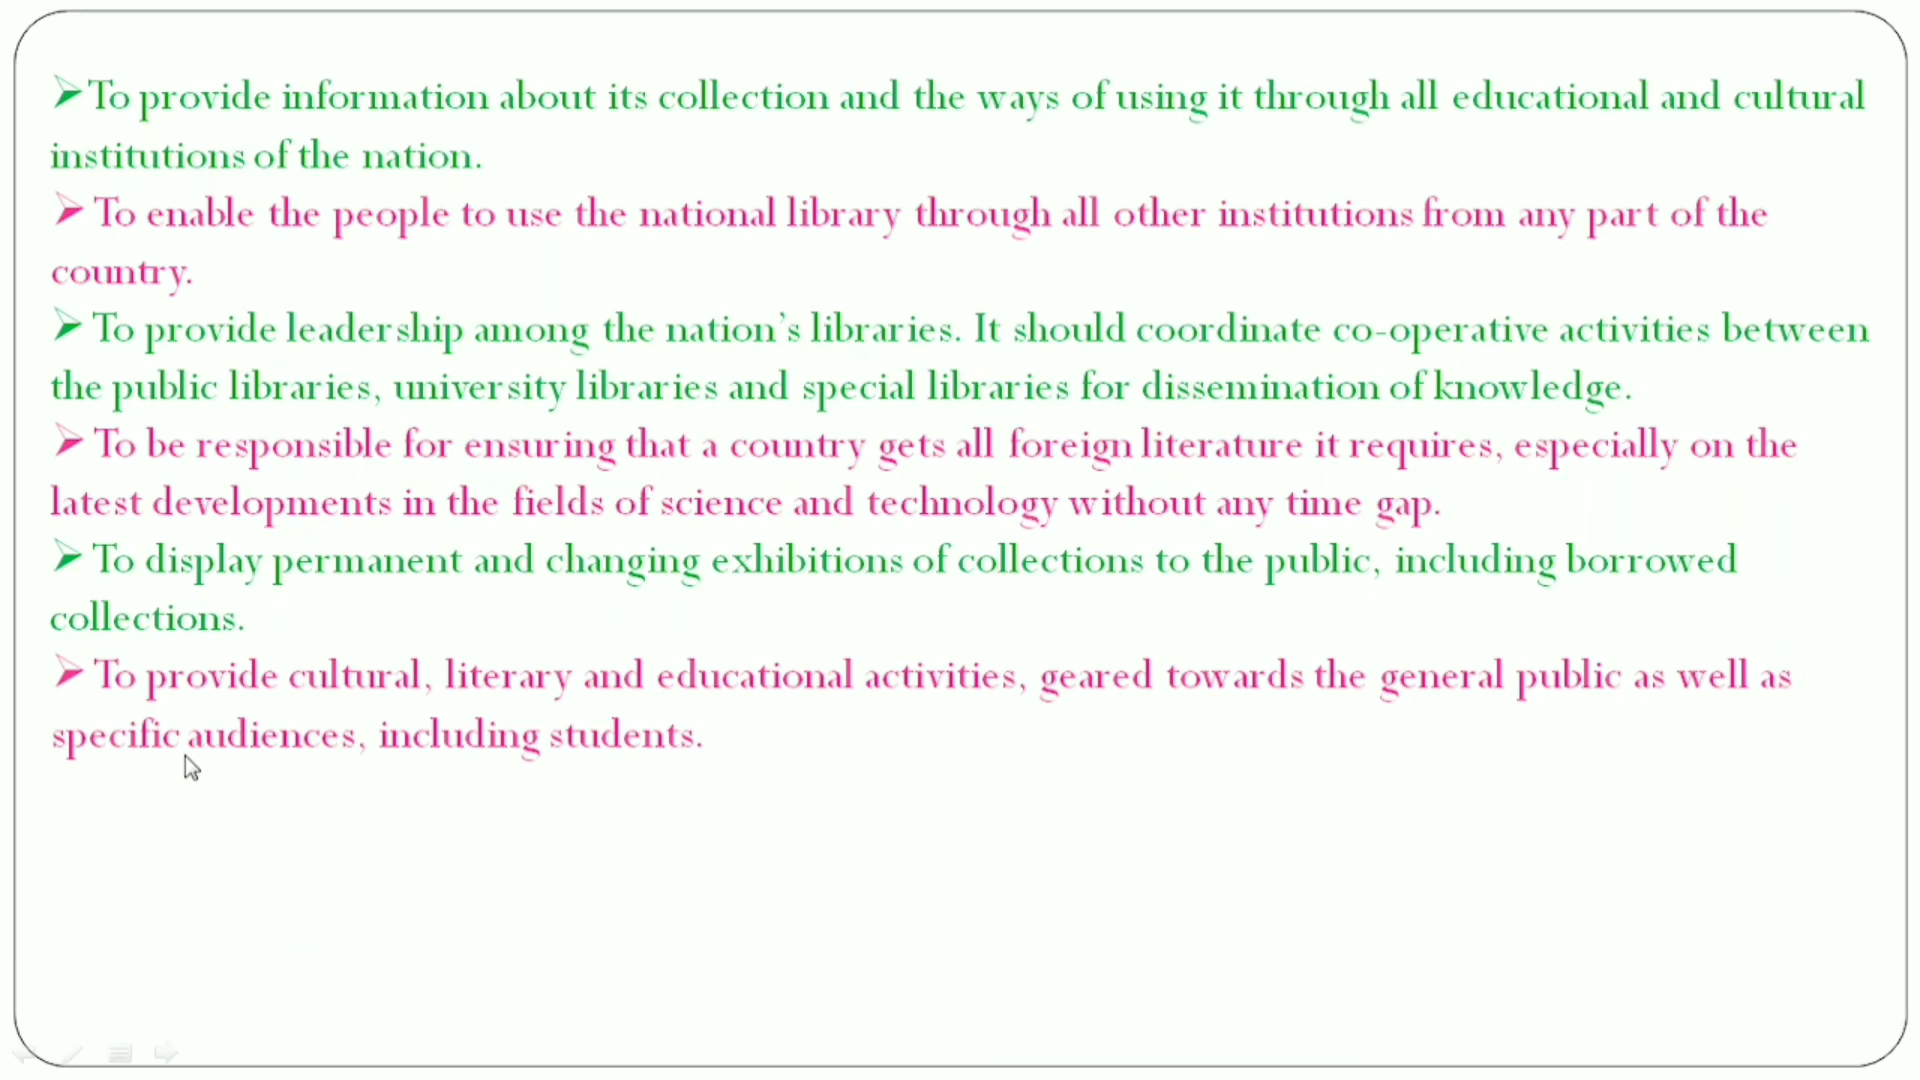 ➢To provide information about its collection and the ways of using it through all educational and cultural
institutions of the nation.
➢ To enable the people to use the national library through all other institutions from any part of the
country.
➢ To provide leadership among the nation’s libraries. It should coordinate co-operative activities between
the public libraries, university libraries and special libraries for dissemination of knowledge.
➢ To be responsible for ensuring that a country gets all foreign literature it requires, especially on the
latest developments in the fields of science and technology without any time gap.
➢ To display permanent and changing exhibitions of collections to the public, including borrowed
collections.
➢ To provide cultural, literary and educational activities, geared towards the general public as well as
specific audiences, including students.